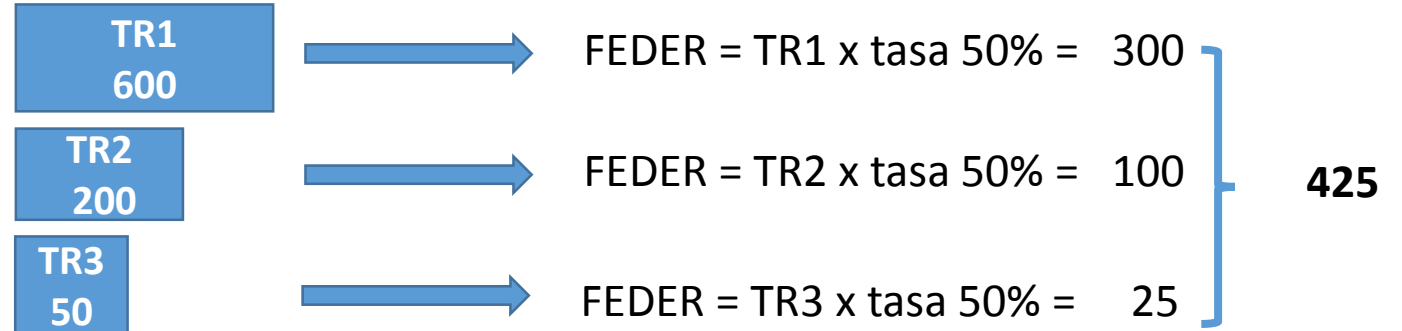 TR1
600
FEDER = TR1 x tasa 50% = 300
TR2
200
FEDER = TR2 x tasa 50% = 100
425
TR3
50
FEDER = TR3 x tasa 50% = 25